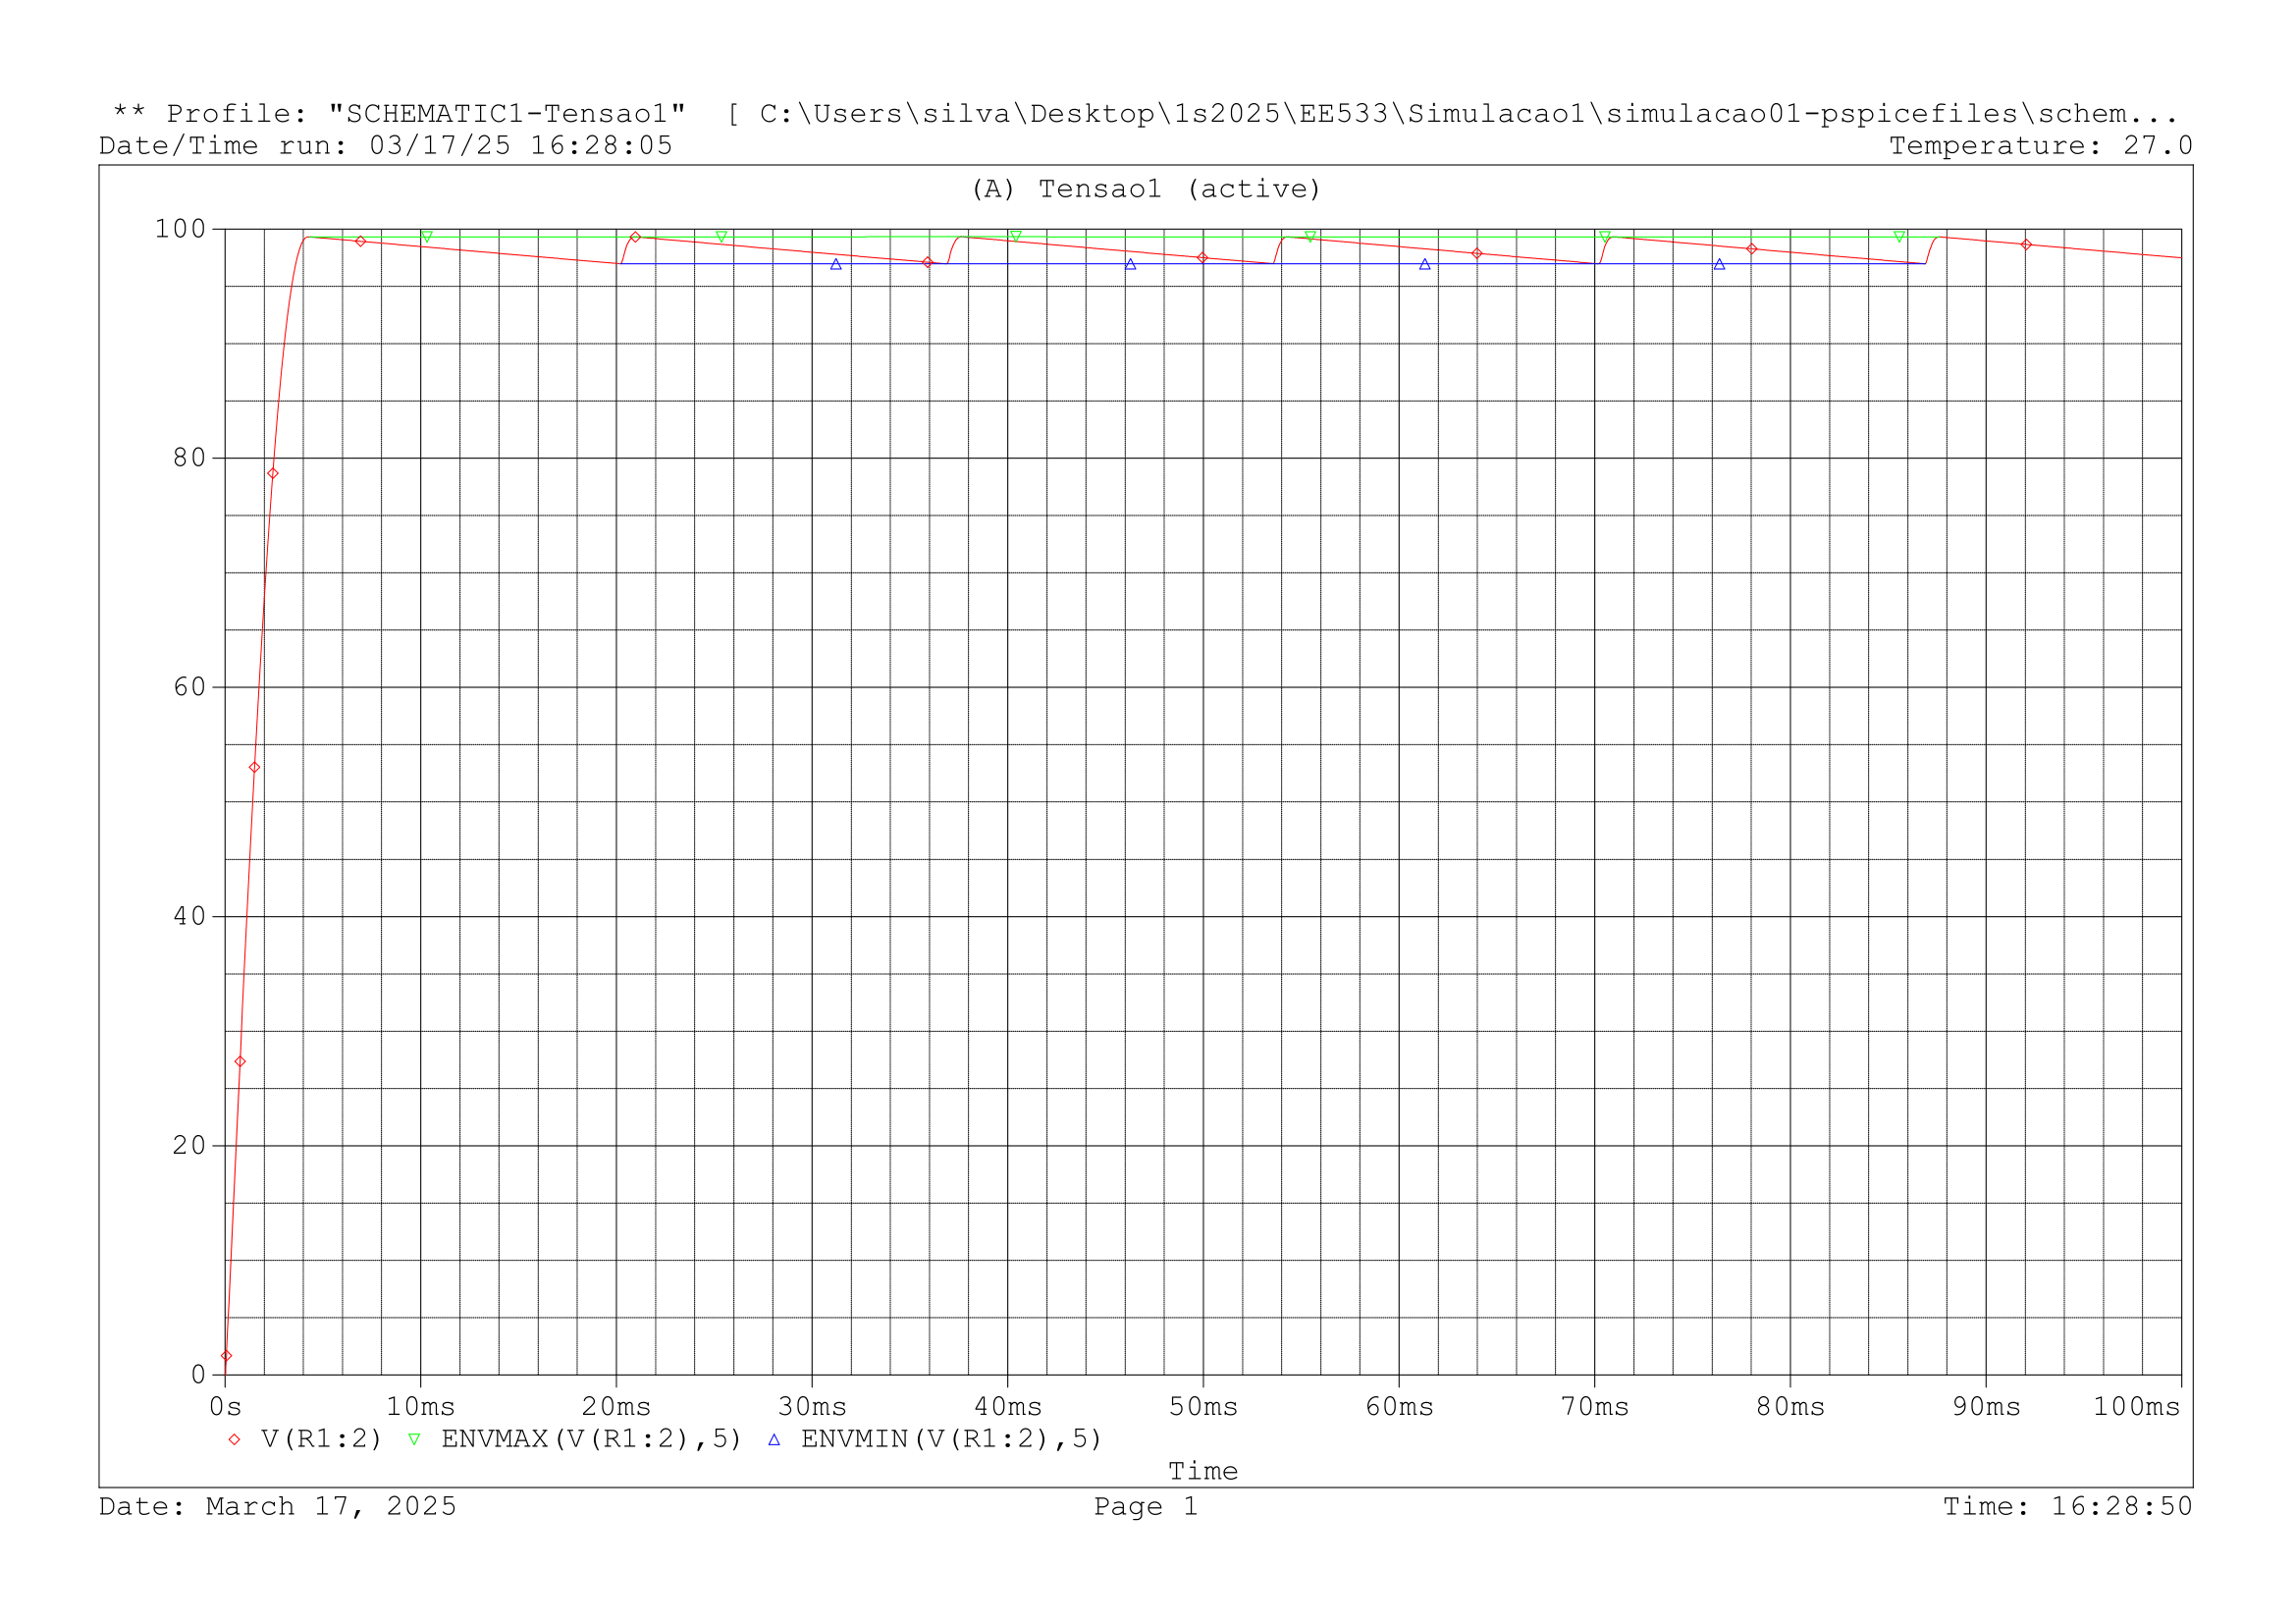 ** Profile: "SCHEMATIC1-Tensao1"  [ C:\Users\silva\Desktop\1s2025\EE533\Simulacao1\simulacao01-pspicefiles\schem...
Date/Time run: 03/17/25 16:28:05 Temperature: 27.0
(A) Tensao1 (active)
100
80
60
40
20
0
0s 10ms 20ms 30ms 40ms 50ms 60ms 70ms 80ms 90ms 100ms
V(R1:2) ENVMAX(V(R1:2),5) ENVMIN(V(R1:2),5)
Time
Date: March 17, 2025 Page 1 Time: 16:28:50